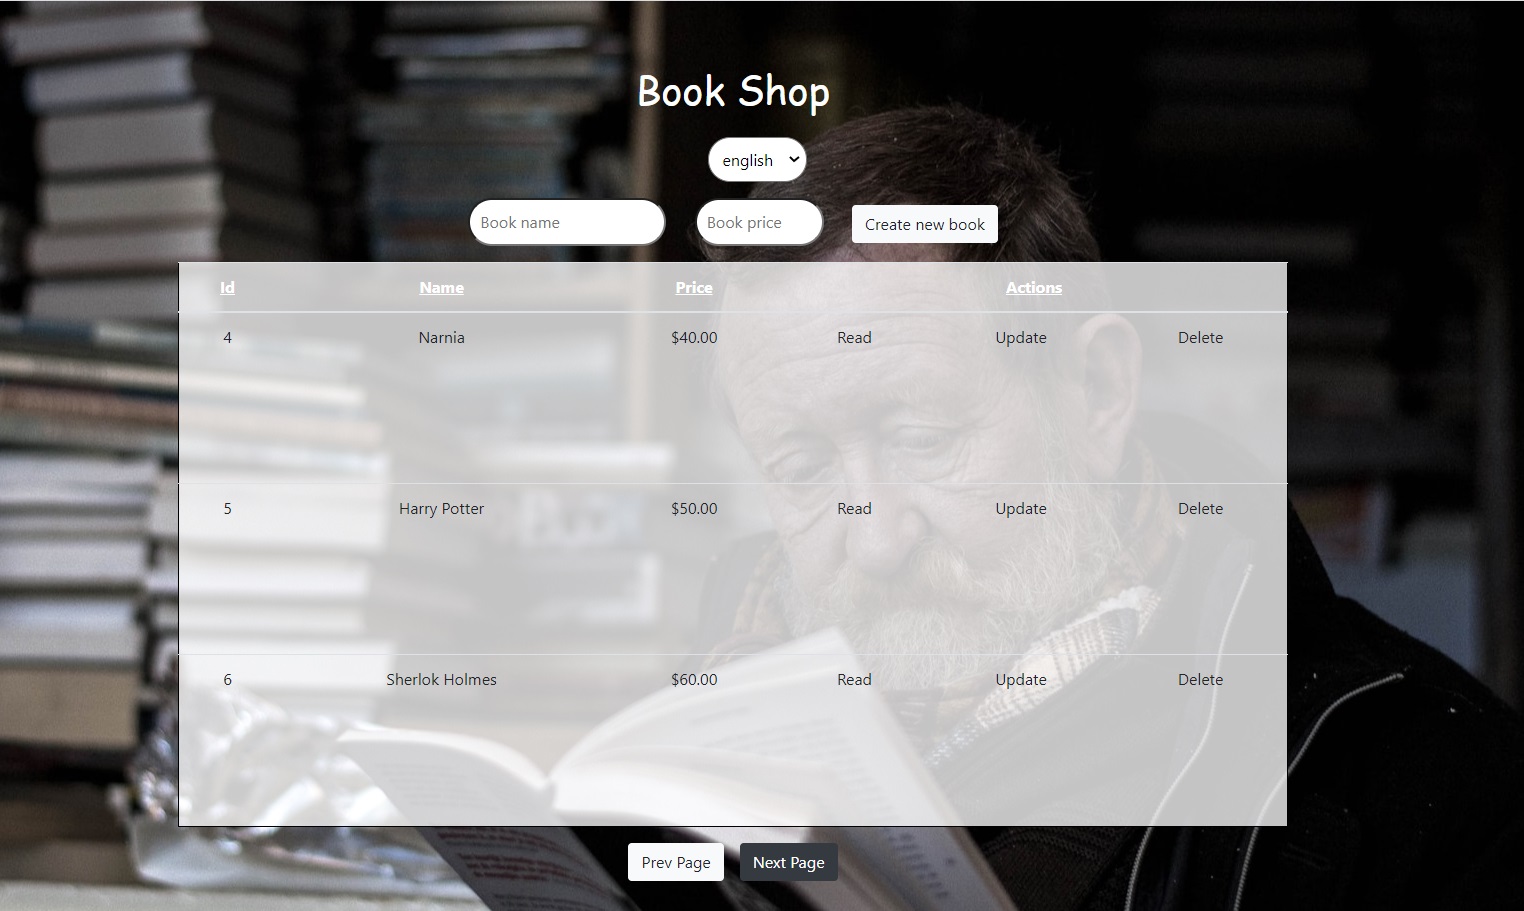 Book Shop
english
Book name Book price Create new book
Id Name Price Actions
4 Narnia $40.00 Read Update Delete
5 Harry Potter $50.00 Read Update Delete
6 Sherlok Holmes $60.00 Read Update Delete
Prev Page Next Page